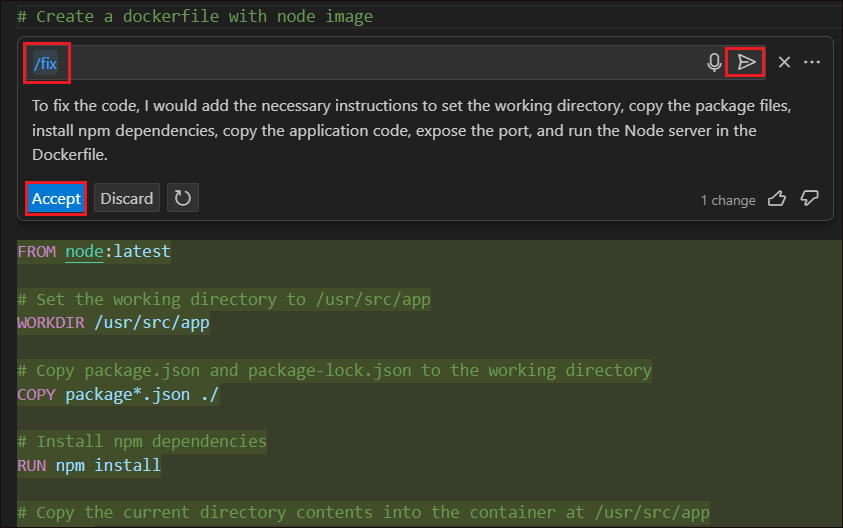 # Create a dockerfile with node image
/fix
To fix the code, I would add the necessary instructions to set the working directory, copy the package files,
install npm dependencies, copy the application code, expose the port, and run the Node server in the
Dockerfile.
Accept Discard 1 change
FROM node:latest
# Set the working directory to /usr/src/app
WORKDIR /usr/src/app
# Copy package.json and package-lock.json to the working directory
COPY package*.json ./
# Install npm dependencies
RUN npm install
# Copy the current directory contents into the container at /usr/src/app